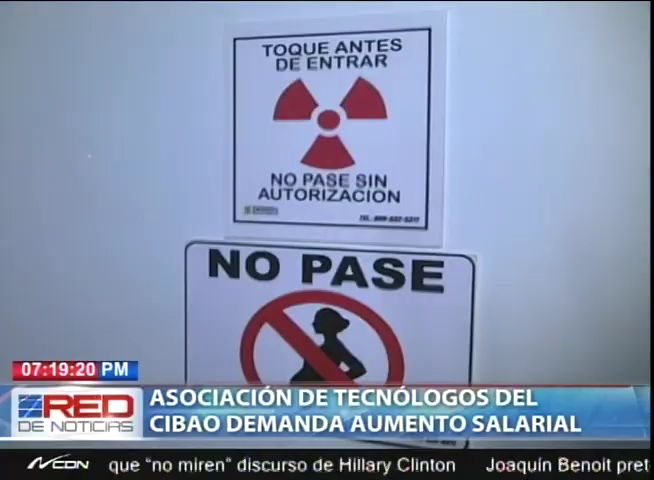 TOQUE ANTES
DE ENTRAR
NO PASE SIN
AUTORIZACION
NO PASE
07:19:20 PM
RED
DE NOTICIAS
ASOCIACIÓN DE TECNÓLOGOS DEL
CIBAO DEMANDA AUMENTO SALARIAL
CDN que “no miren” discurso de Hillary Clinton Joaquín Benoit pret